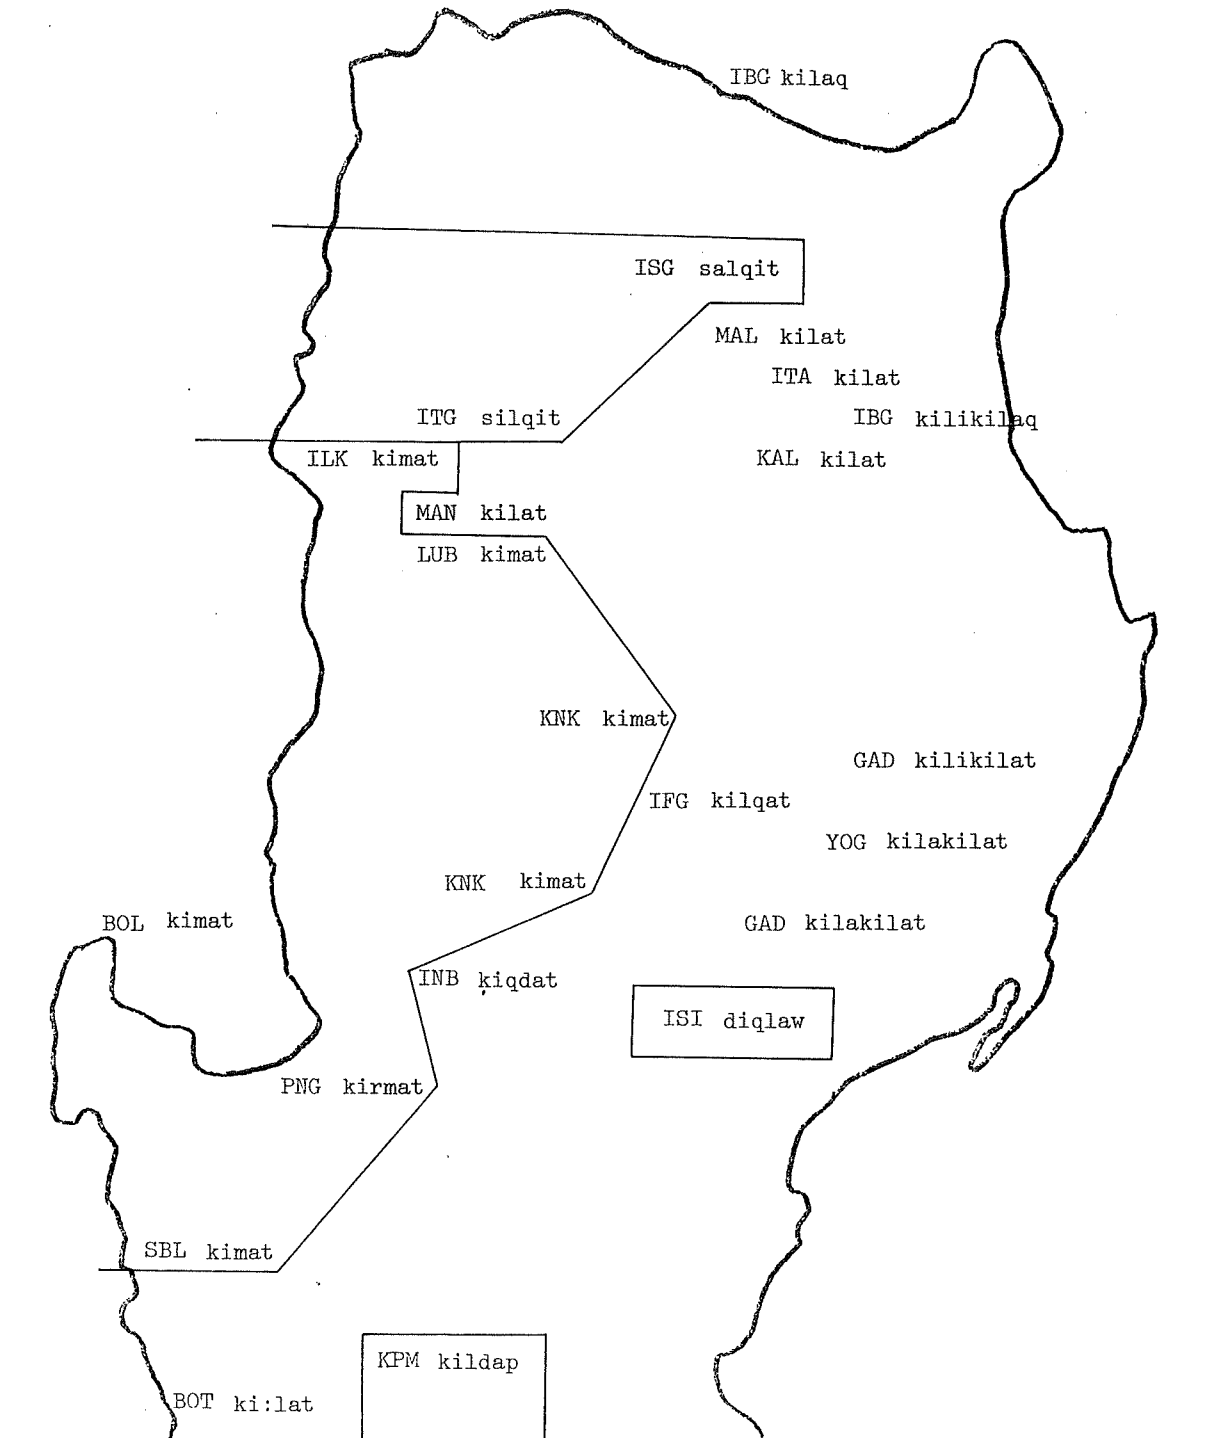 IBG kilaq
ISG salqit
MAL kilat
ITA kilat
ITG silqit
IBG kilikilaq
ILK kimat
KAL kilat
MAN kilat
LUB kimat
KNK kimat
GAD kilikilat
IFG kilqat
YOG kilakilat
KNK kimat
BOL kimat
GAD kilakilat
INB ḳiqdat
ISI diqlaw
PNG kirmat
SBL kimat
KPM kildap
BOT ki:lat